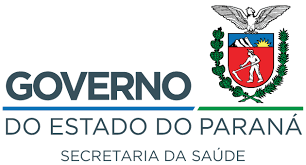 GOVERNO
DO ESTADO DO PARANÁ
SECRETARIA DA SAÚDE